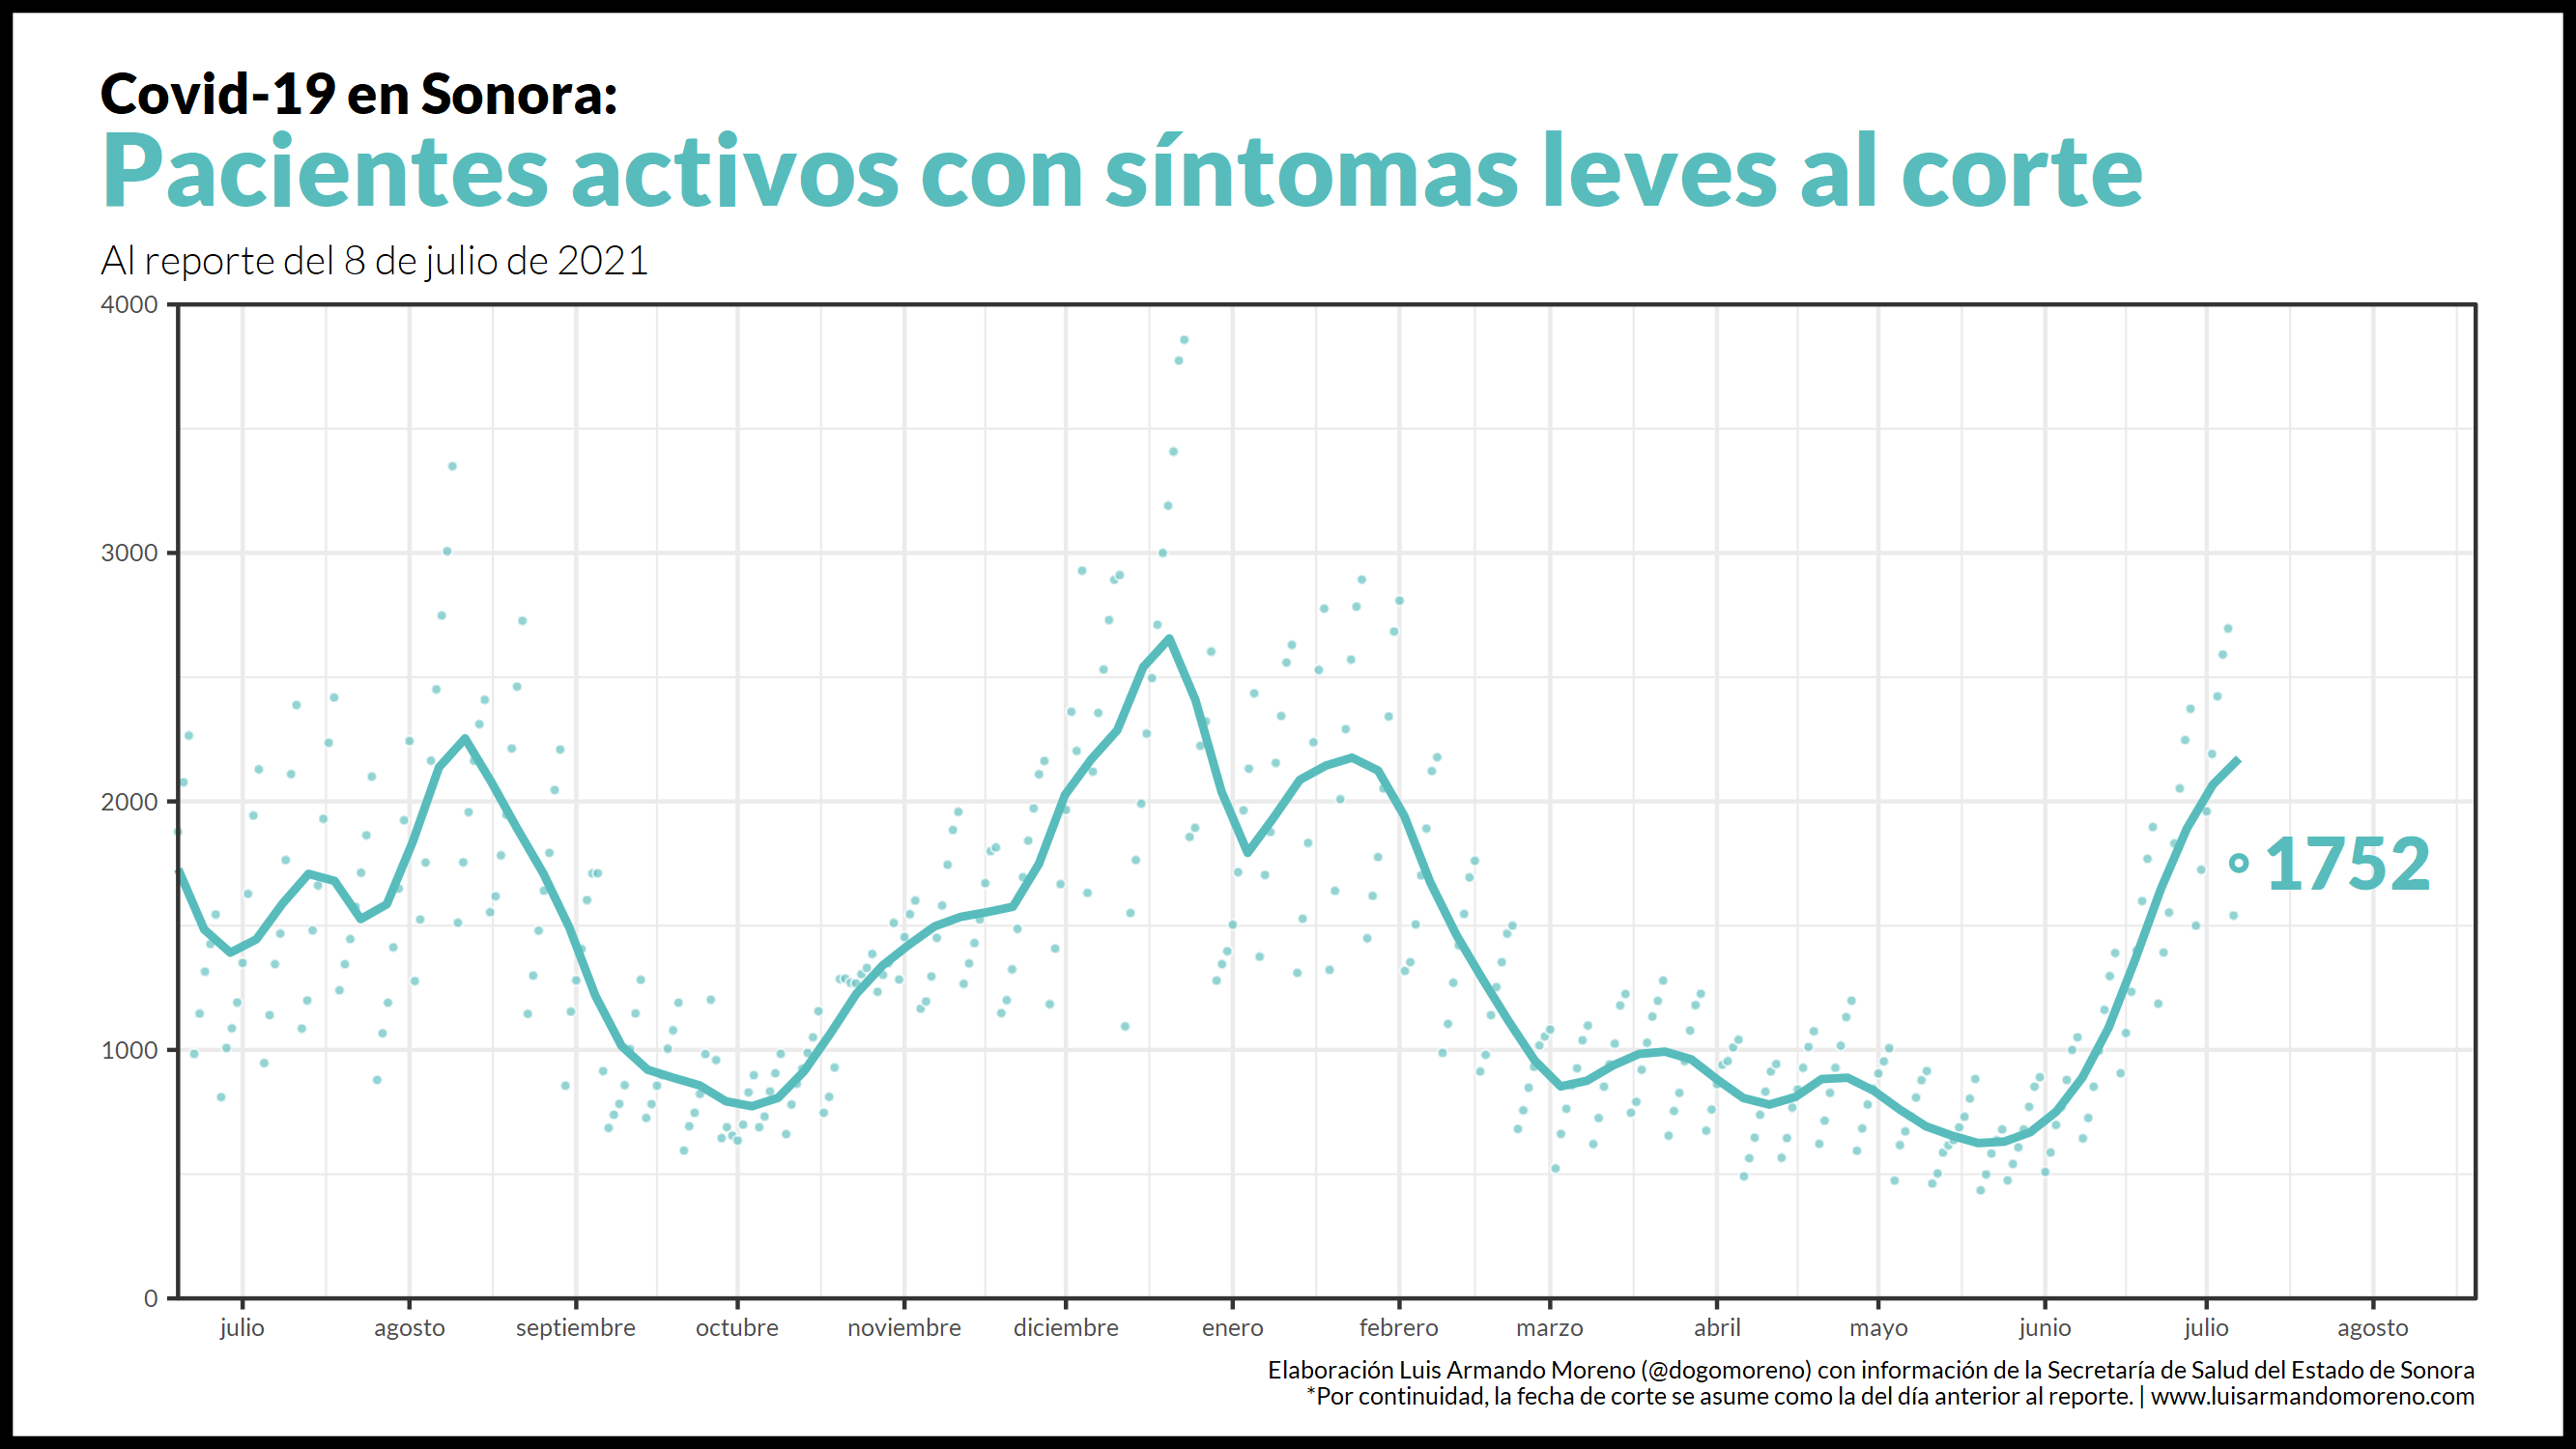 Covid-19 en Sonora:
Pacientes activos con síntomas leves al corte
Al reporte del 8 de julio de 2021
4000
3000
2000
1000
0
1752
julio agosto septiembre octubre noviembre diciembre enero febrero marzo abril mayo junio julio agosto
Elaboración Luis Armando Moreno (@dogomoreno) con información de la Secretaría de Salud del Estado de Sonora
*Por continuidad, la fecha de corte se asume como la del día anterior al reporte. | www.luisarmandomoreno.com